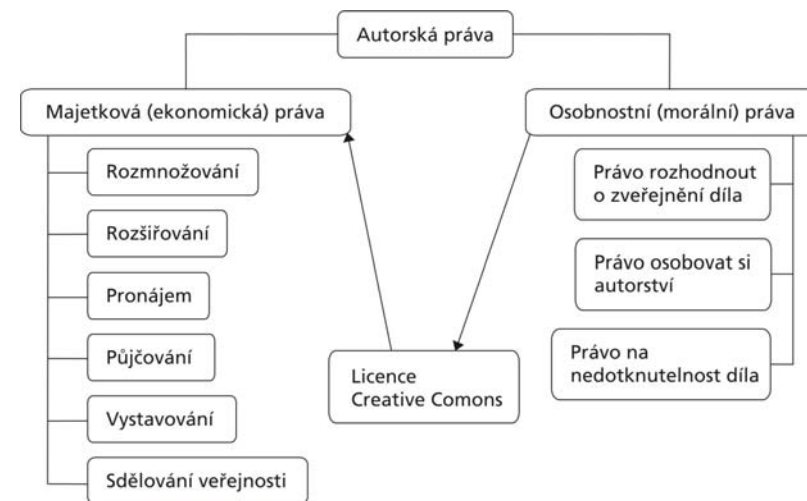 Autorská práva
Majetková (ekonomická) práva
Osobnostní (morální) práva
Rozmnožování
Rozšiřování
Pronájem
Půjčování
Vystavování
Sdělování veřejnosti
Licence
Creative Comons
Právo rozhodnout
o zveřejnění díla
Právo osobovat si
autorství
Právo na
nedotknutelnost díla